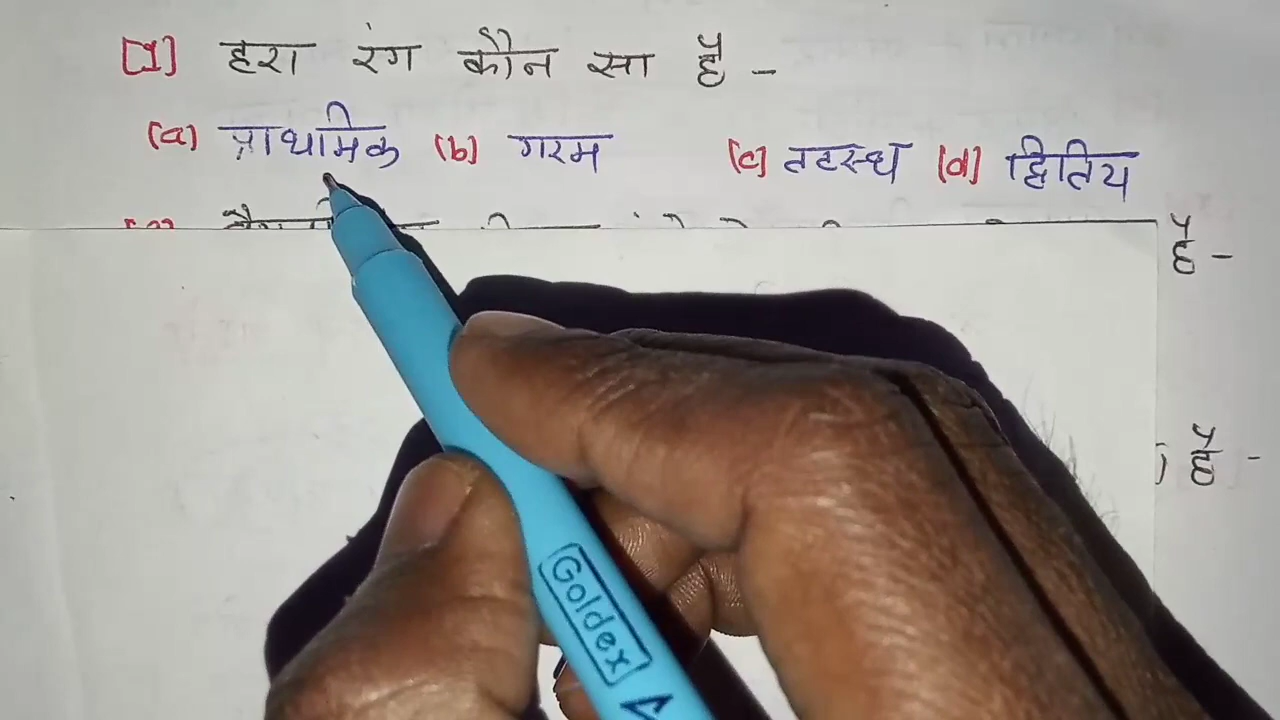 [1] हरा रंग कौन सा है -
(a) प्राथमिक (b) गरम (c) तटस्थ (d) द्वितिय
है -
है -
Goldex